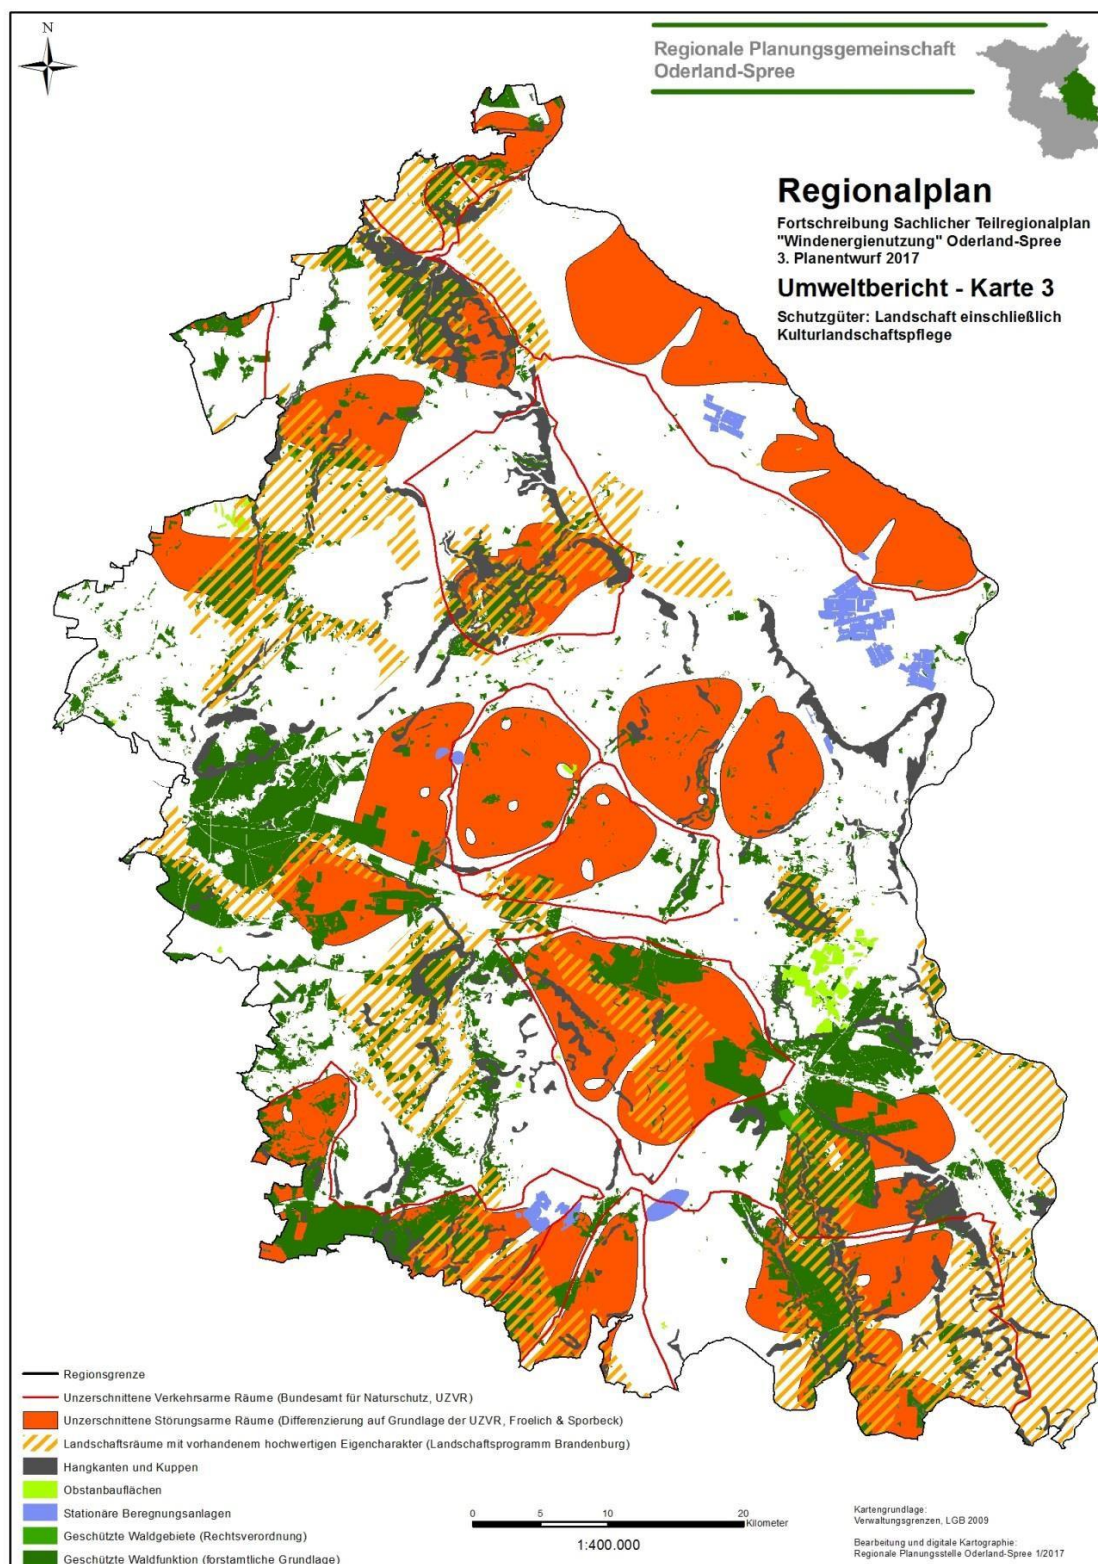 N
Regionale Planungsgemeinschaft
Oderland-Spree
Regionalplan
Fortschreibung Sachlicher Teilregionalplan
"Windenergienutzung" Oderland-Spree
3. Planentwurf 2017
Umweltbericht - Karte 3
Schutzgüter: Landschaft einschließlich
Kulturlandschaftspflege
Regionsgrenze
Unzerschnittene Verkehrsarme Räume (Bundesamt für Naturschutz, UZVR)
Unzerschnittene Störungsarme Räume (Differenzierung auf Grundlage der UZVR, Froelich & Sporbeck)
Landschaftsräume mit vorhandenem hochwertigen Eigencharakter (Landschaftsprogramm Brandenburg)
Hangkanten und Kuppen
Obstanbauflächen
Stationäre Beregnungsanlagen
Geschützte Waldgebiete (Rechtsverordnung)
Geschützte Waldfunktion (forstamtliche Grundlage)
0 5 10 20
Kilometer
1:400.000
Kartengrundlage:
Verwaltungsgrenzen, LGB 2009
Bearbeitung und digitale Kartographie:
Regionale Planungsstelle Oderland-Spree 1/2017